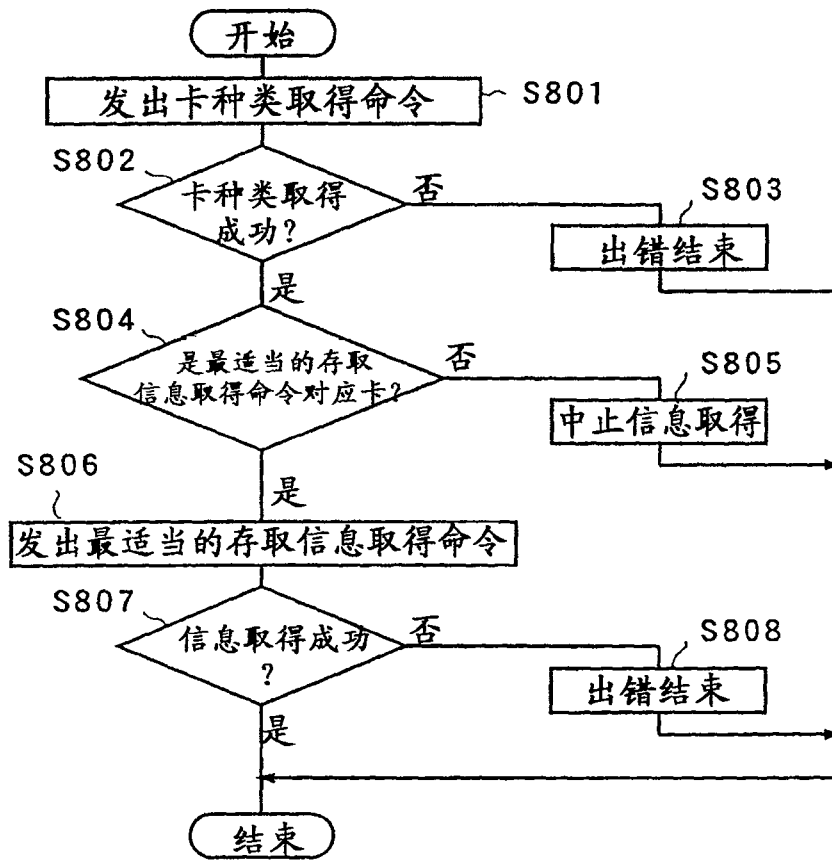 开始
发出卡种类取得命令
S801
S802
卡种类取得
成功?
否
S803
出错结束
是
S804
是最适当的存取
信息取得命令对应卡?
否
S805
中止信息取得
是
S806
发出最适当的存取信息取得命令
S807
信息取得成功
?
否
S808
出错结束
是
结束